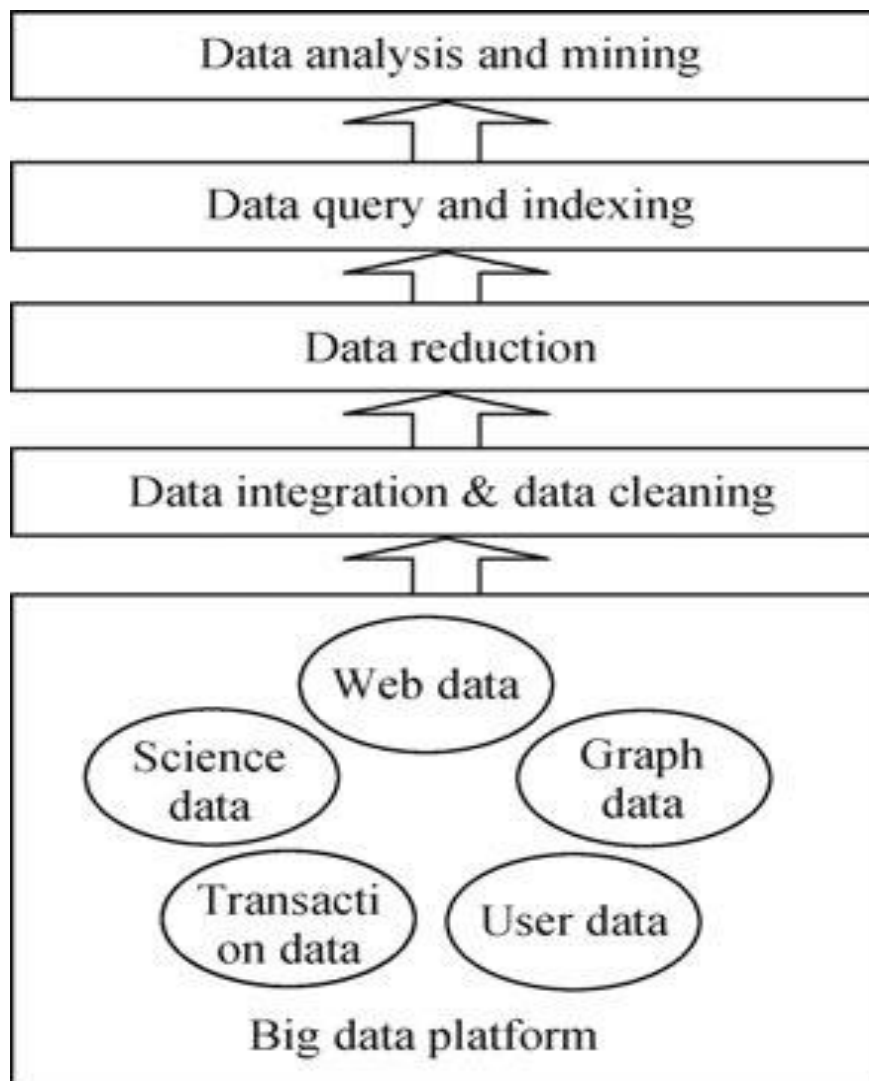 Data analysis and mining
Data query and indexing
Data reduction
Data integration & data cleaning
Web data
Science
data
Graph
data
Transacti
on data
User data
Big data platform